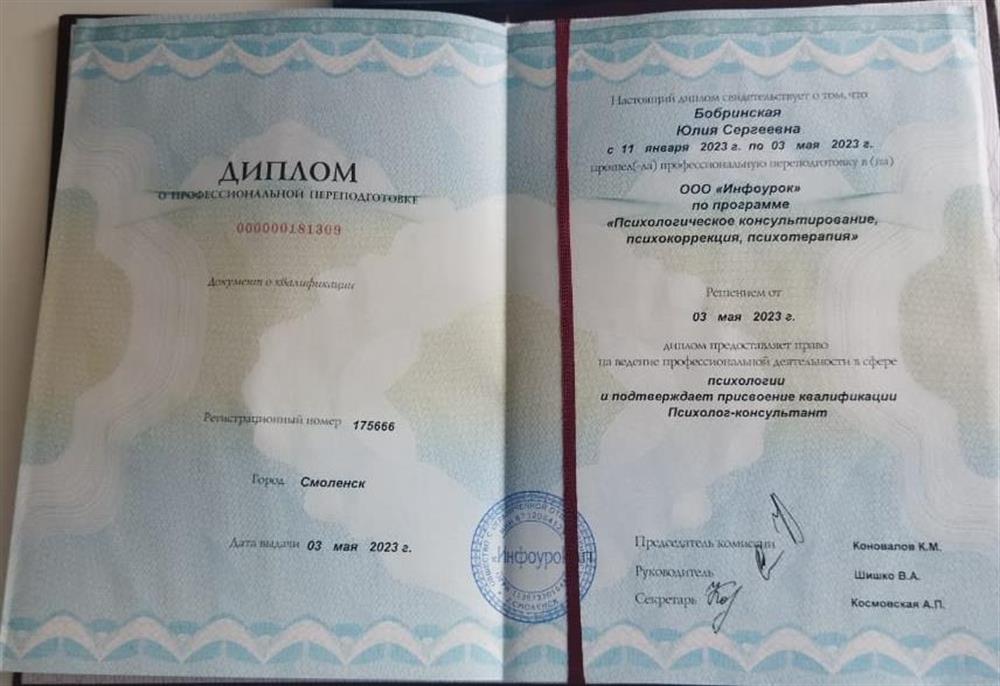 ДИПЛОМ
О ПРОФЕССИОНАЛЬНОЙ ПЕРЕПОДГОТОВКЕ
000000181309
Документ о квалификации
Регистрационный номер 175666
Город Смоленск
Дата выдачи 03 мая 2023 г.
Настоящий диплом свидетельствует о том, что
Бобринская
Юлия Сергеевна
с 11 января 2023 г. по 03 мая 2023 г.
прошел(-ла) профессиональную переподготовку в (на)
ООО «Инфоурок»
по программе
«Психологическое консультирование,
психокоррекция, психотерапия»
Решением от
03 мая 2023 г.
диплом предоставляет право
на ведение профессиональной деятельности в сфере
психологии
и подтверждает присвоение квалификации
Психолог-консультант
Председатель комиссии Коновалов К.М.
Руководитель Шишко В.А.
Секретарь Космовская А.П.
«Инфоурок»
М.П.
г. СМОЛЕНСК